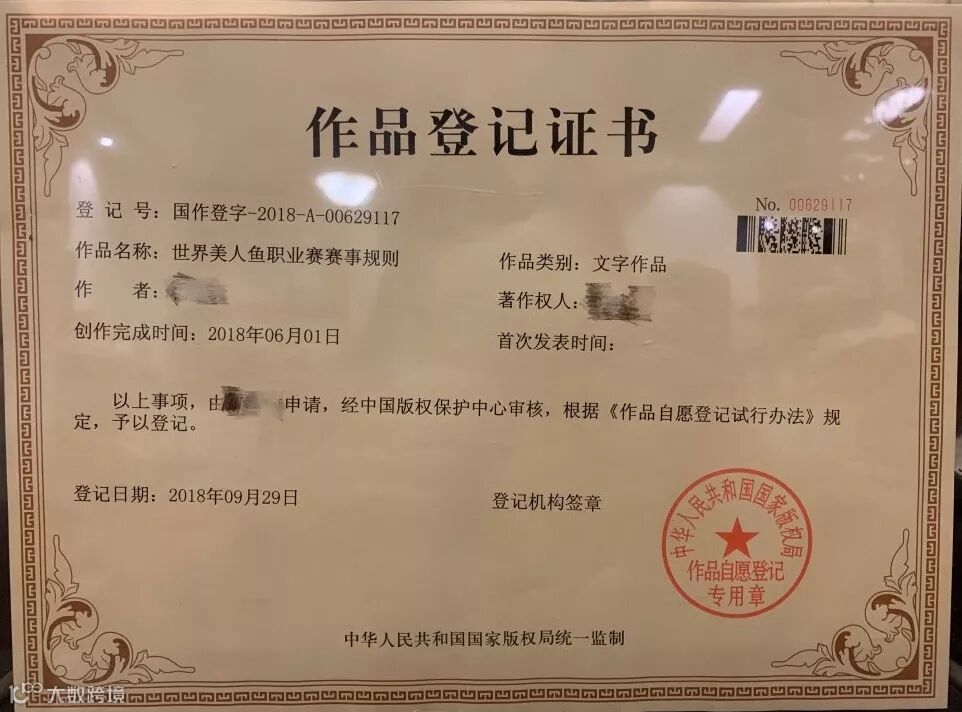 作品登记证书
No. 00629117
登 记 号：国作登字-2018-A-00629117
作品名称：世界美人鱼职业赛赛事规则
作品类别：文字作品
作 者：
著作权人：
创作完成时间：2018年06月01日
首次发表时间：
以上事项，由 申请，经中国版权保护中心审核，根据《作品自愿登记试行办法》规
定，予以登记。
登记日期：2018年09月29日
登记机构签章
中华人民共和国国家版权局
作品自愿登记
专用章
中华人民共和国国家版权局统一监制
大数跨境